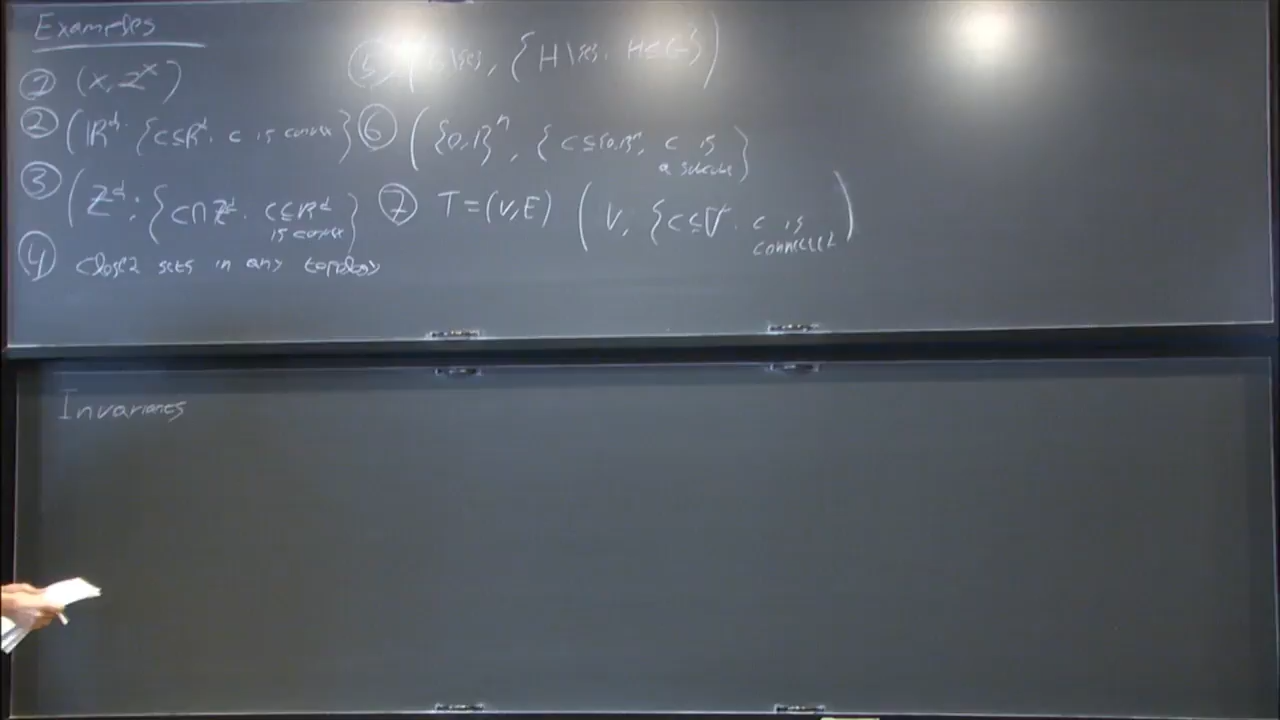 Examples
① (X, 2^X)
② (ℝ^d. {C⊆ℝ^d. C is convex}
③ (ℤ^d; {C∩ℤ^d. C⊆ℝ^d is convex}
④ closed sets in any topology
⑤ ( \{e}, {H\{e}. H≤G})
⑥ ({0,1}^n, {C⊆{0,1}^n, C is a subcube})
⑦ T=(V,E) (V, {C⊆V. C is connected)
Invariants